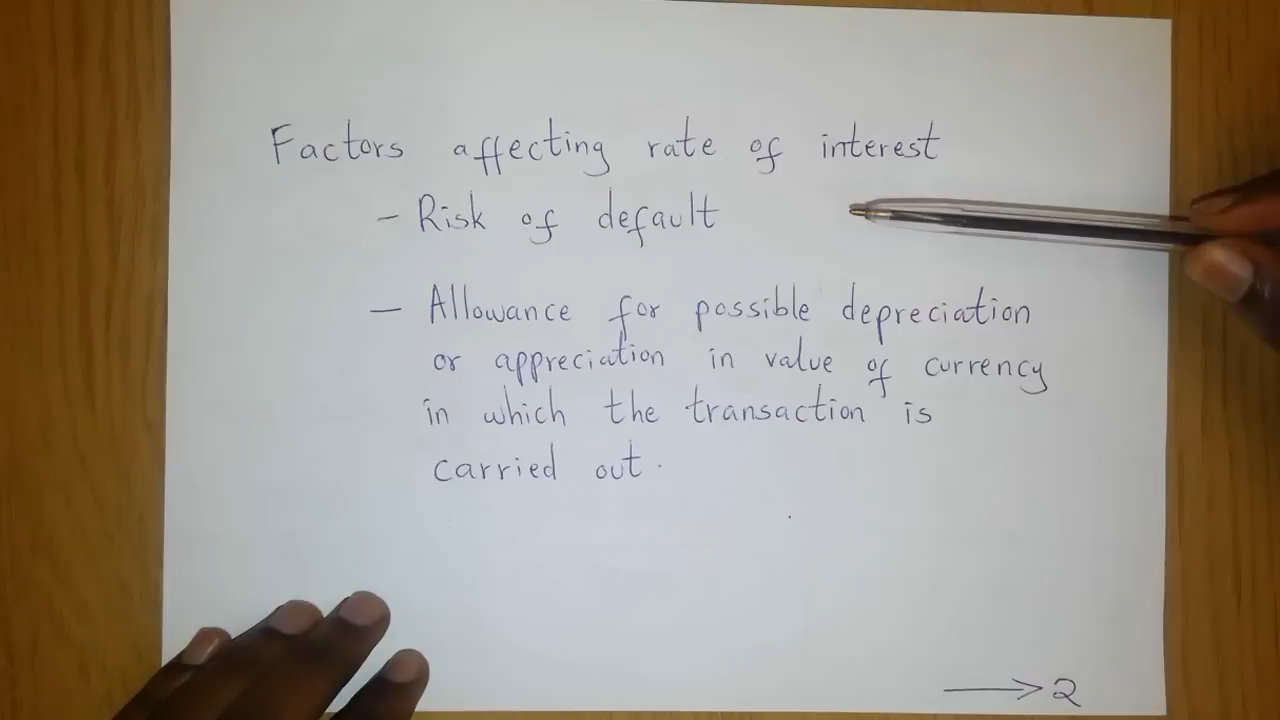 Factors affecting rate of interest
- Risk of default
- Allowance for possible depreciation
or appreciation in value of currency
in which the transaction is
carried out.
→ 2